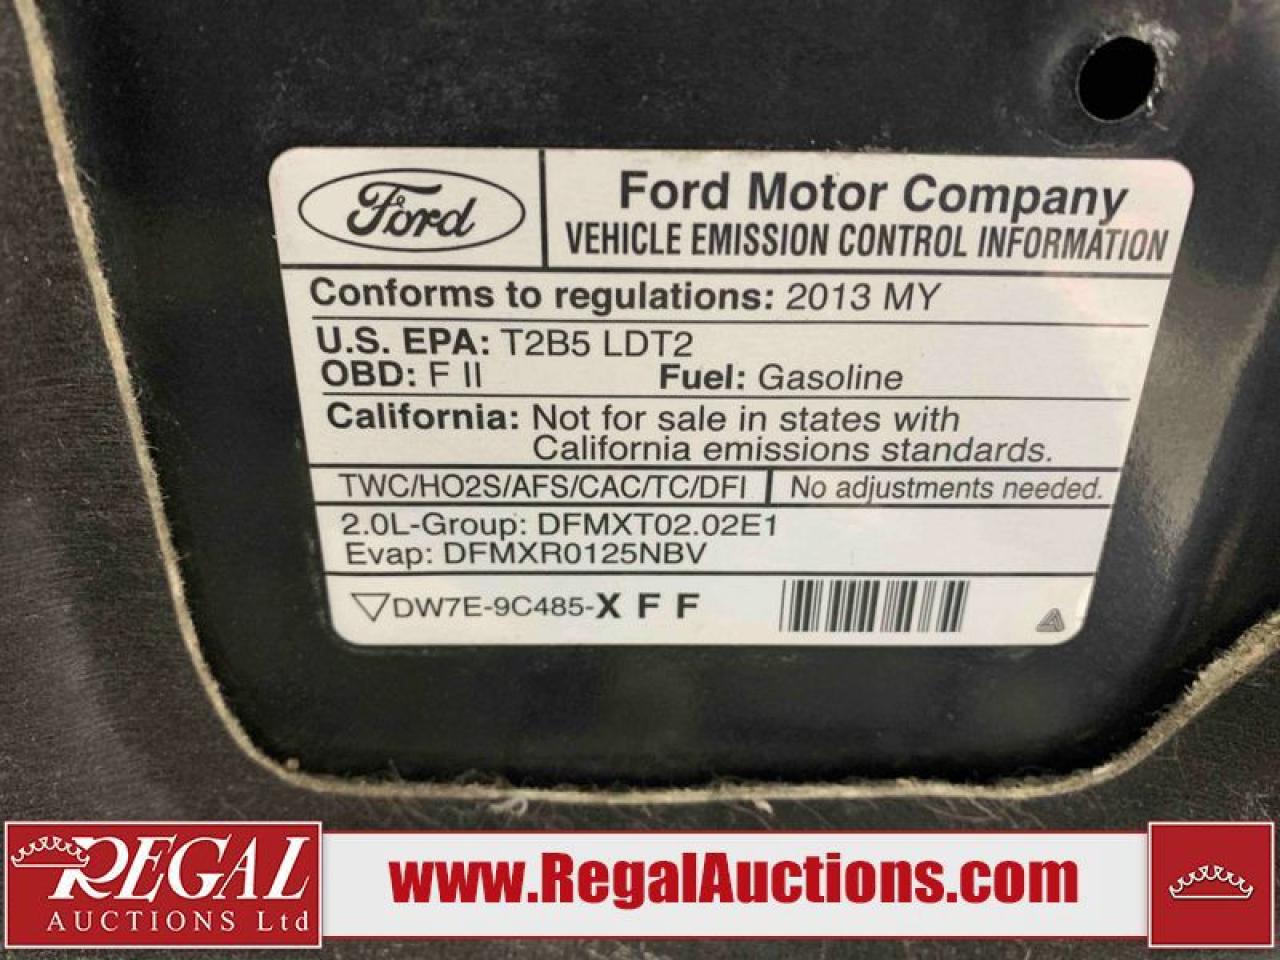 Ford
Ford Motor Company
VEHICLE EMISSION CONTROL INFORMATION
Conforms to regulations: 2013 MY
U.S. EPA: T2B5 LDT2
OBD: F II Fuel: Gasoline
California: Not for sale in states with
California emissions standards.
TWC/HO2S/AFS/CAC/TC/DFI No adjustments needed.
2.0L-Group: DFMXT02.02E1
Evap: DFMXR0125NBV
DW7E-9C485-X F F
REGAL
AUCTIONS Ltd
www.RegalAuctions.com